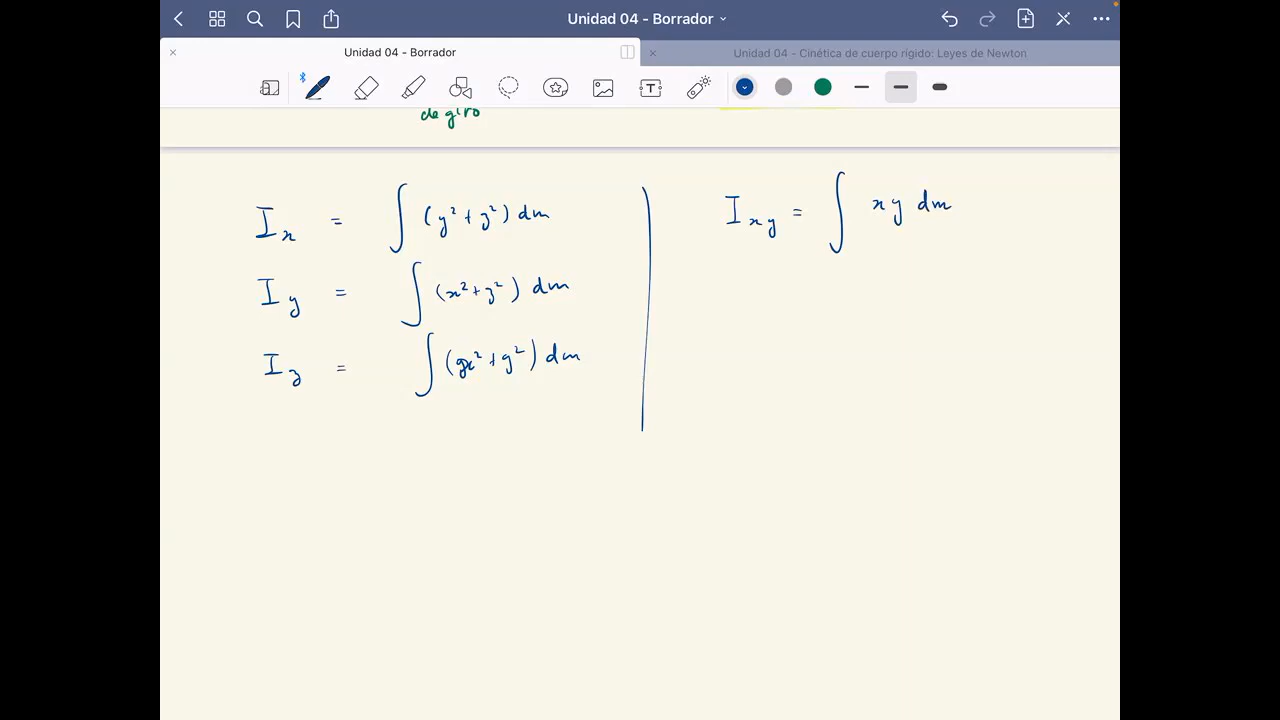 Unidad 04 - Borrador
Unidad 04 - Borrador
Unidad 04 - Cinética de cuerpo rígido: Leyes de Newton
T
de giro
I_x = ∫ (y² + z²) dm
I_y = ∫ (x² + z²) dm
I_z = ∫ (x² + y²) dm
I_xy = ∫ xy dm